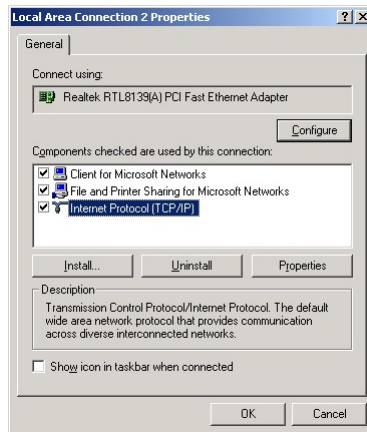 Local Area Connection 2 Properties
General
Connect using:
Realtek RTL8139(A) PCI Fast Ethernet Adapter
Configure
Components checked are used by this connection:
Client for Microsoft Networks
File and Printer Sharing for Microsoft Networks
Internet Protocol (TCP/IP)
Install...
Uninstall
Properties
Description
Transmission Control Protocol/Internet Protocol. The default
wide area network protocol that provides communication
across diverse interconnected networks.
Show icon in taskbar when connected
OK
Cancel